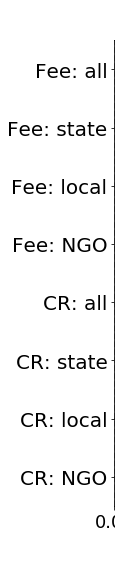 Fee: all
Fee: state
Fee: local
Fee: NGO
CR: all
CR: state
CR: local
CR: NGO